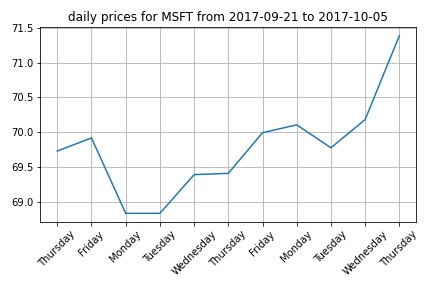 daily prices for MSFT from 2017-09-21 to 2017-10-05
71.5
71.0
70.5
70.0
69.5
69.0
Thursday
Friday
Monday
Tuesday
Wednesday
Thursday
Friday
Monday
Tuesday
Wednesday
Thursday